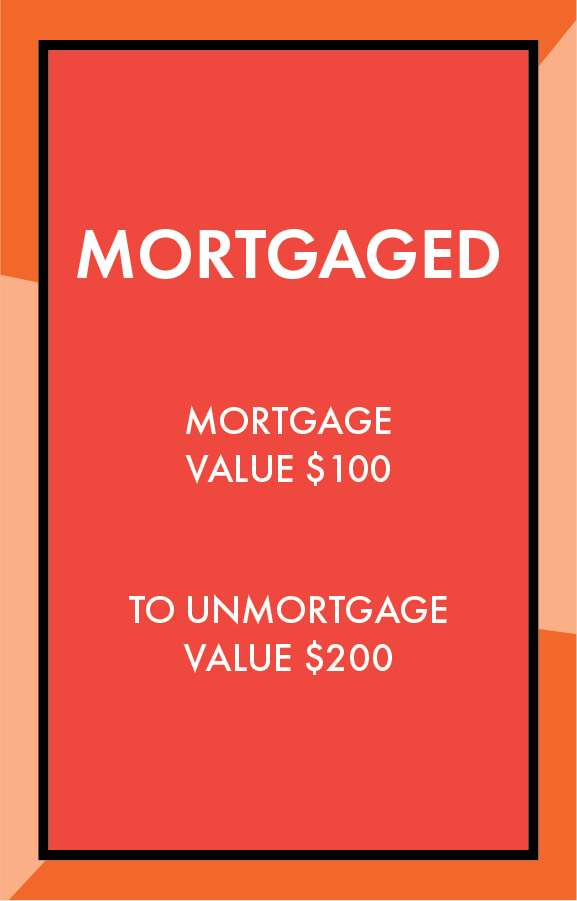 MORTGAGED
MORTGAGE
VALUE $100
TO UNMORTGAGE
VALUE $200